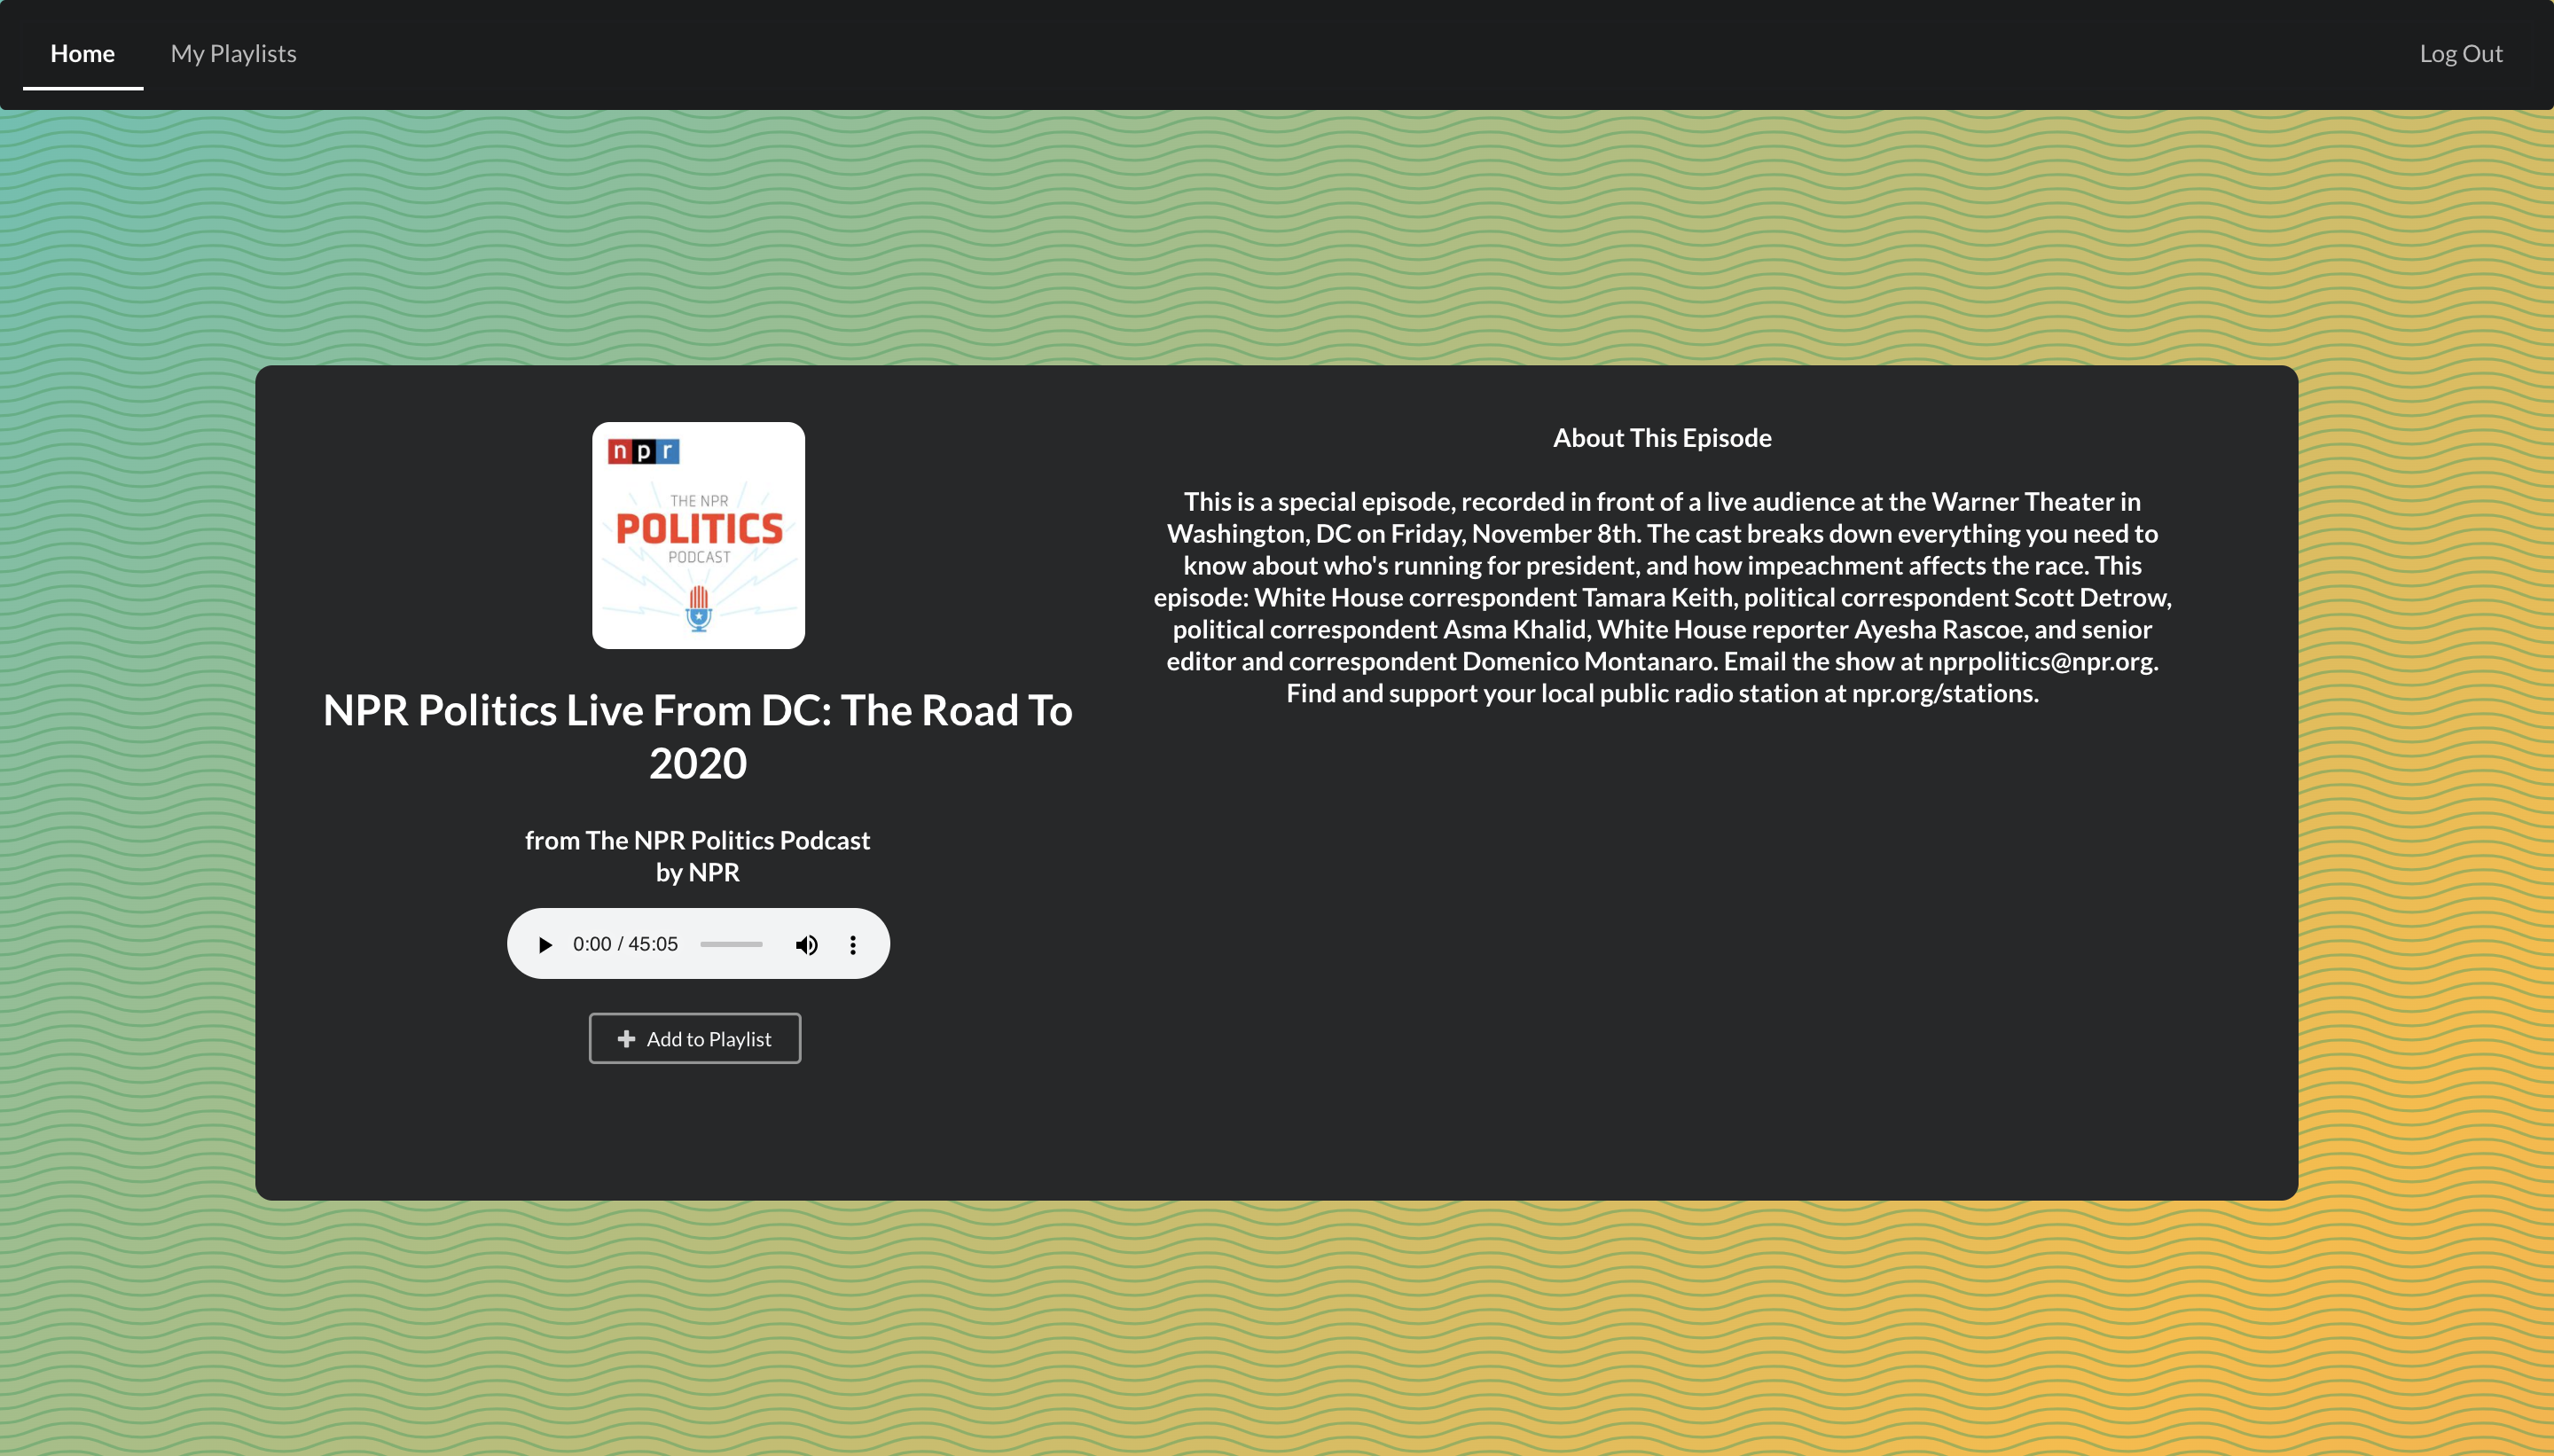 Home
My Playlists
Log Out
npr
THE NPR
POLITICS
PODCAST
NPR Politics Live From DC: The Road To
2020
from The NPR Politics Podcast
by NPR
0:00 / 45:05
Add to Playlist
About This Episode
This is a special episode, recorded in front of a live audience at the Warner Theater in
Washington, DC on Friday, November 8th. The cast breaks down everything you need to
know about who's running for president, and how impeachment affects the race. This
episode: White House correspondent Tamara Keith, political correspondent Scott Detrow,
political correspondent Asma Khalid, White House reporter Ayesha Rascoe, and senior
editor and correspondent Domenico Montanaro. Email the show at nprpolitics@npr.org.
Find and support your local public radio station at npr.org/stations.